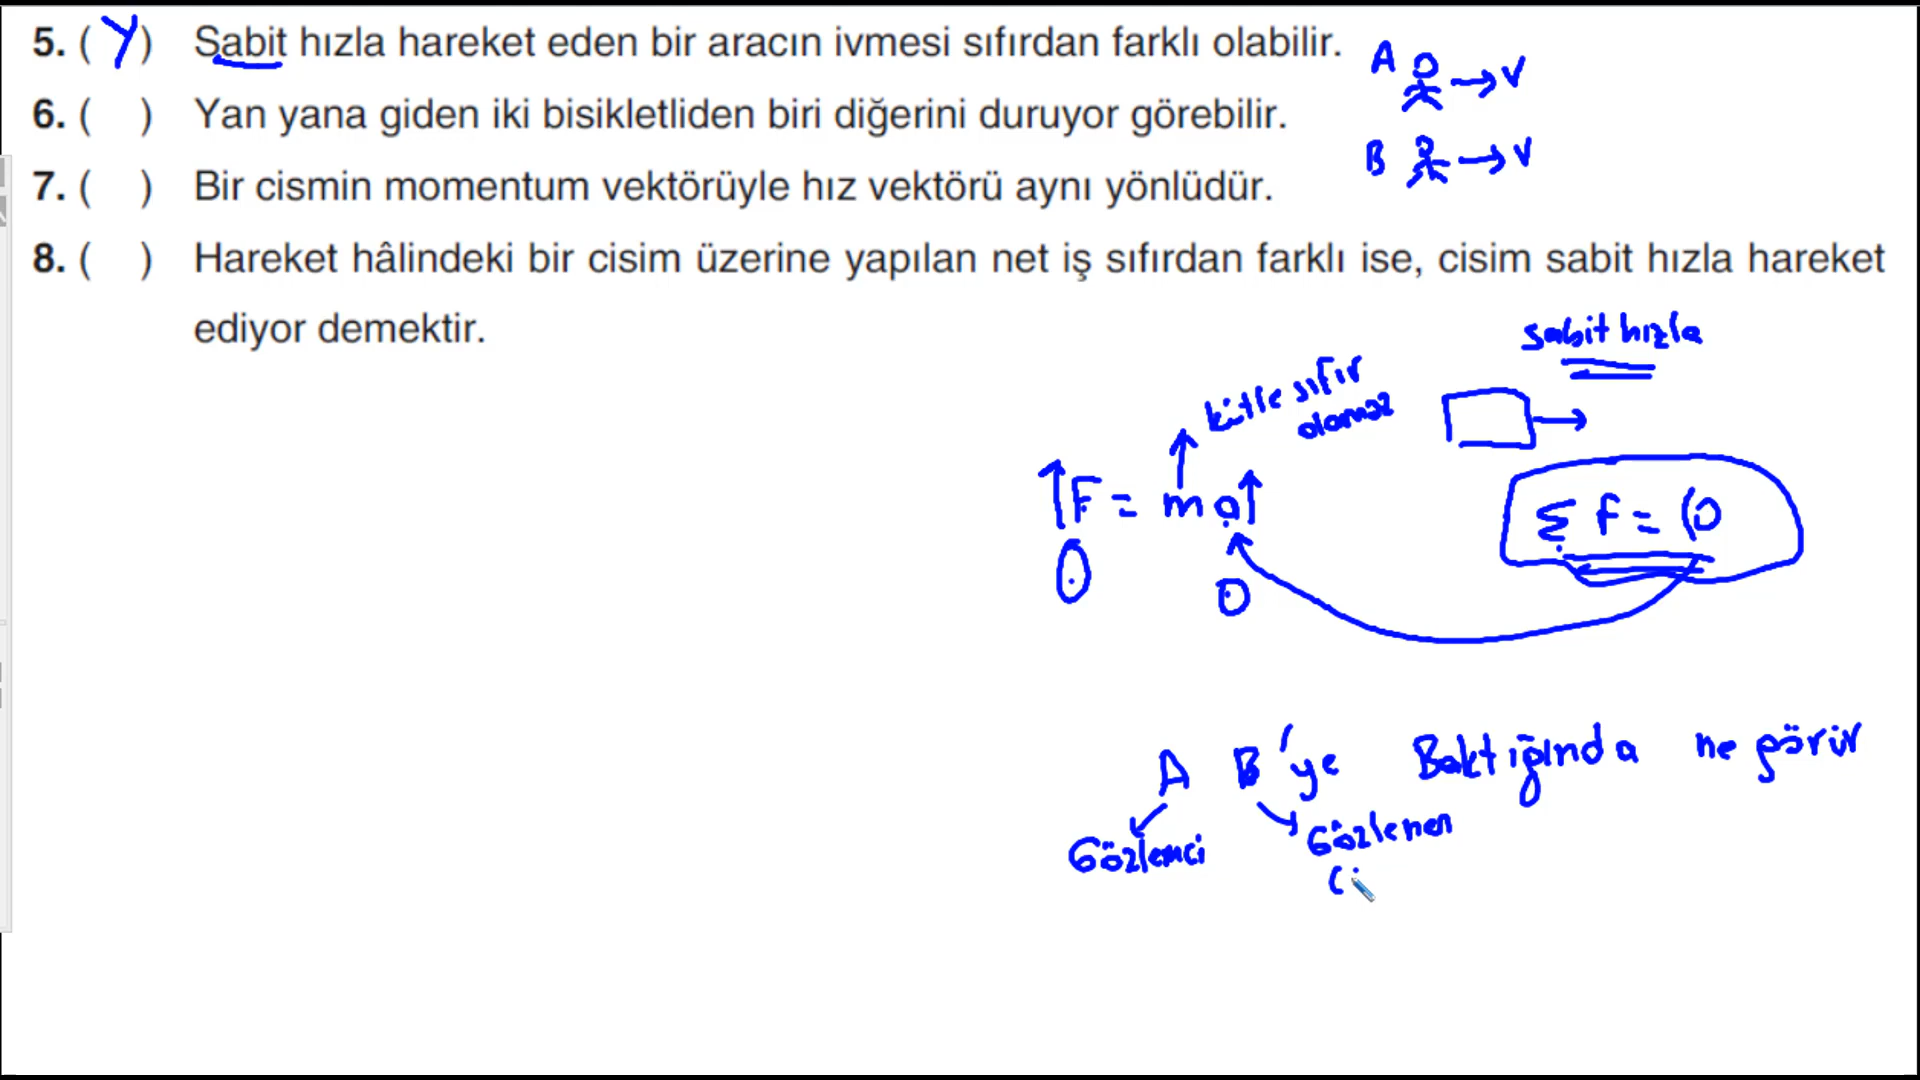 5. ( Y ) Sabit hızla hareket eden bir aracın ivmesi sıfırdan farklı olabilir.
A → V
6. ( ) Yan yana giden iki bisikletliden biri diğerini duruyor görebilir.
B → V
7. ( ) Bir cismin momentum vektörüyle hız vektörü aynı yönlüdür.
8. ( ) Hareket hâlindeki bir cisim üzerine yapılan net iş sıfırdan farklı ise, cisim sabit hızla hareket
ediyor demektir.
sabit hızla
kütle sıfır
olamaz
↑F = ma↑
Σ F = 0
0 0
A B'ye Baktığında ne görür
Gözlemci Gözlenen
Ci